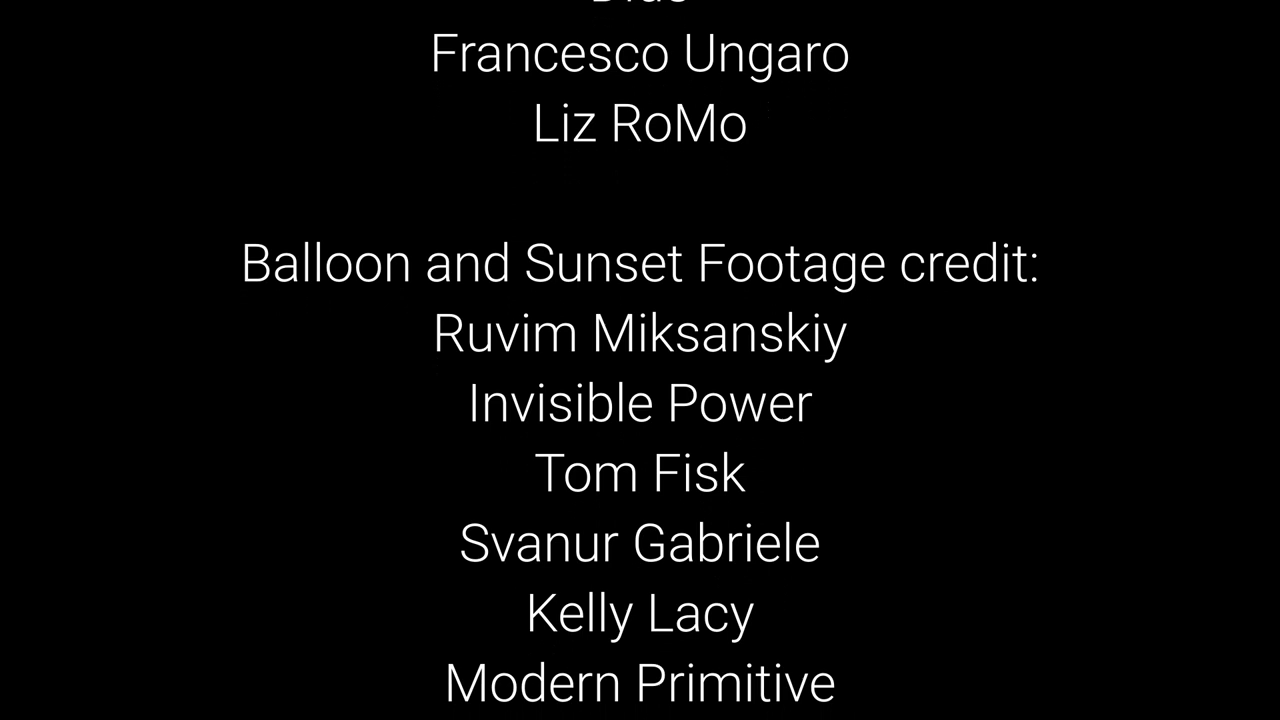 Francesco Ungaro
Liz RoMo
Balloon and Sunset Footage credit:
Ruvim Miksanskiy
Invisible Power
Tom Fisk
Svanur Gabriele
Kelly Lacy
Modern Primitive